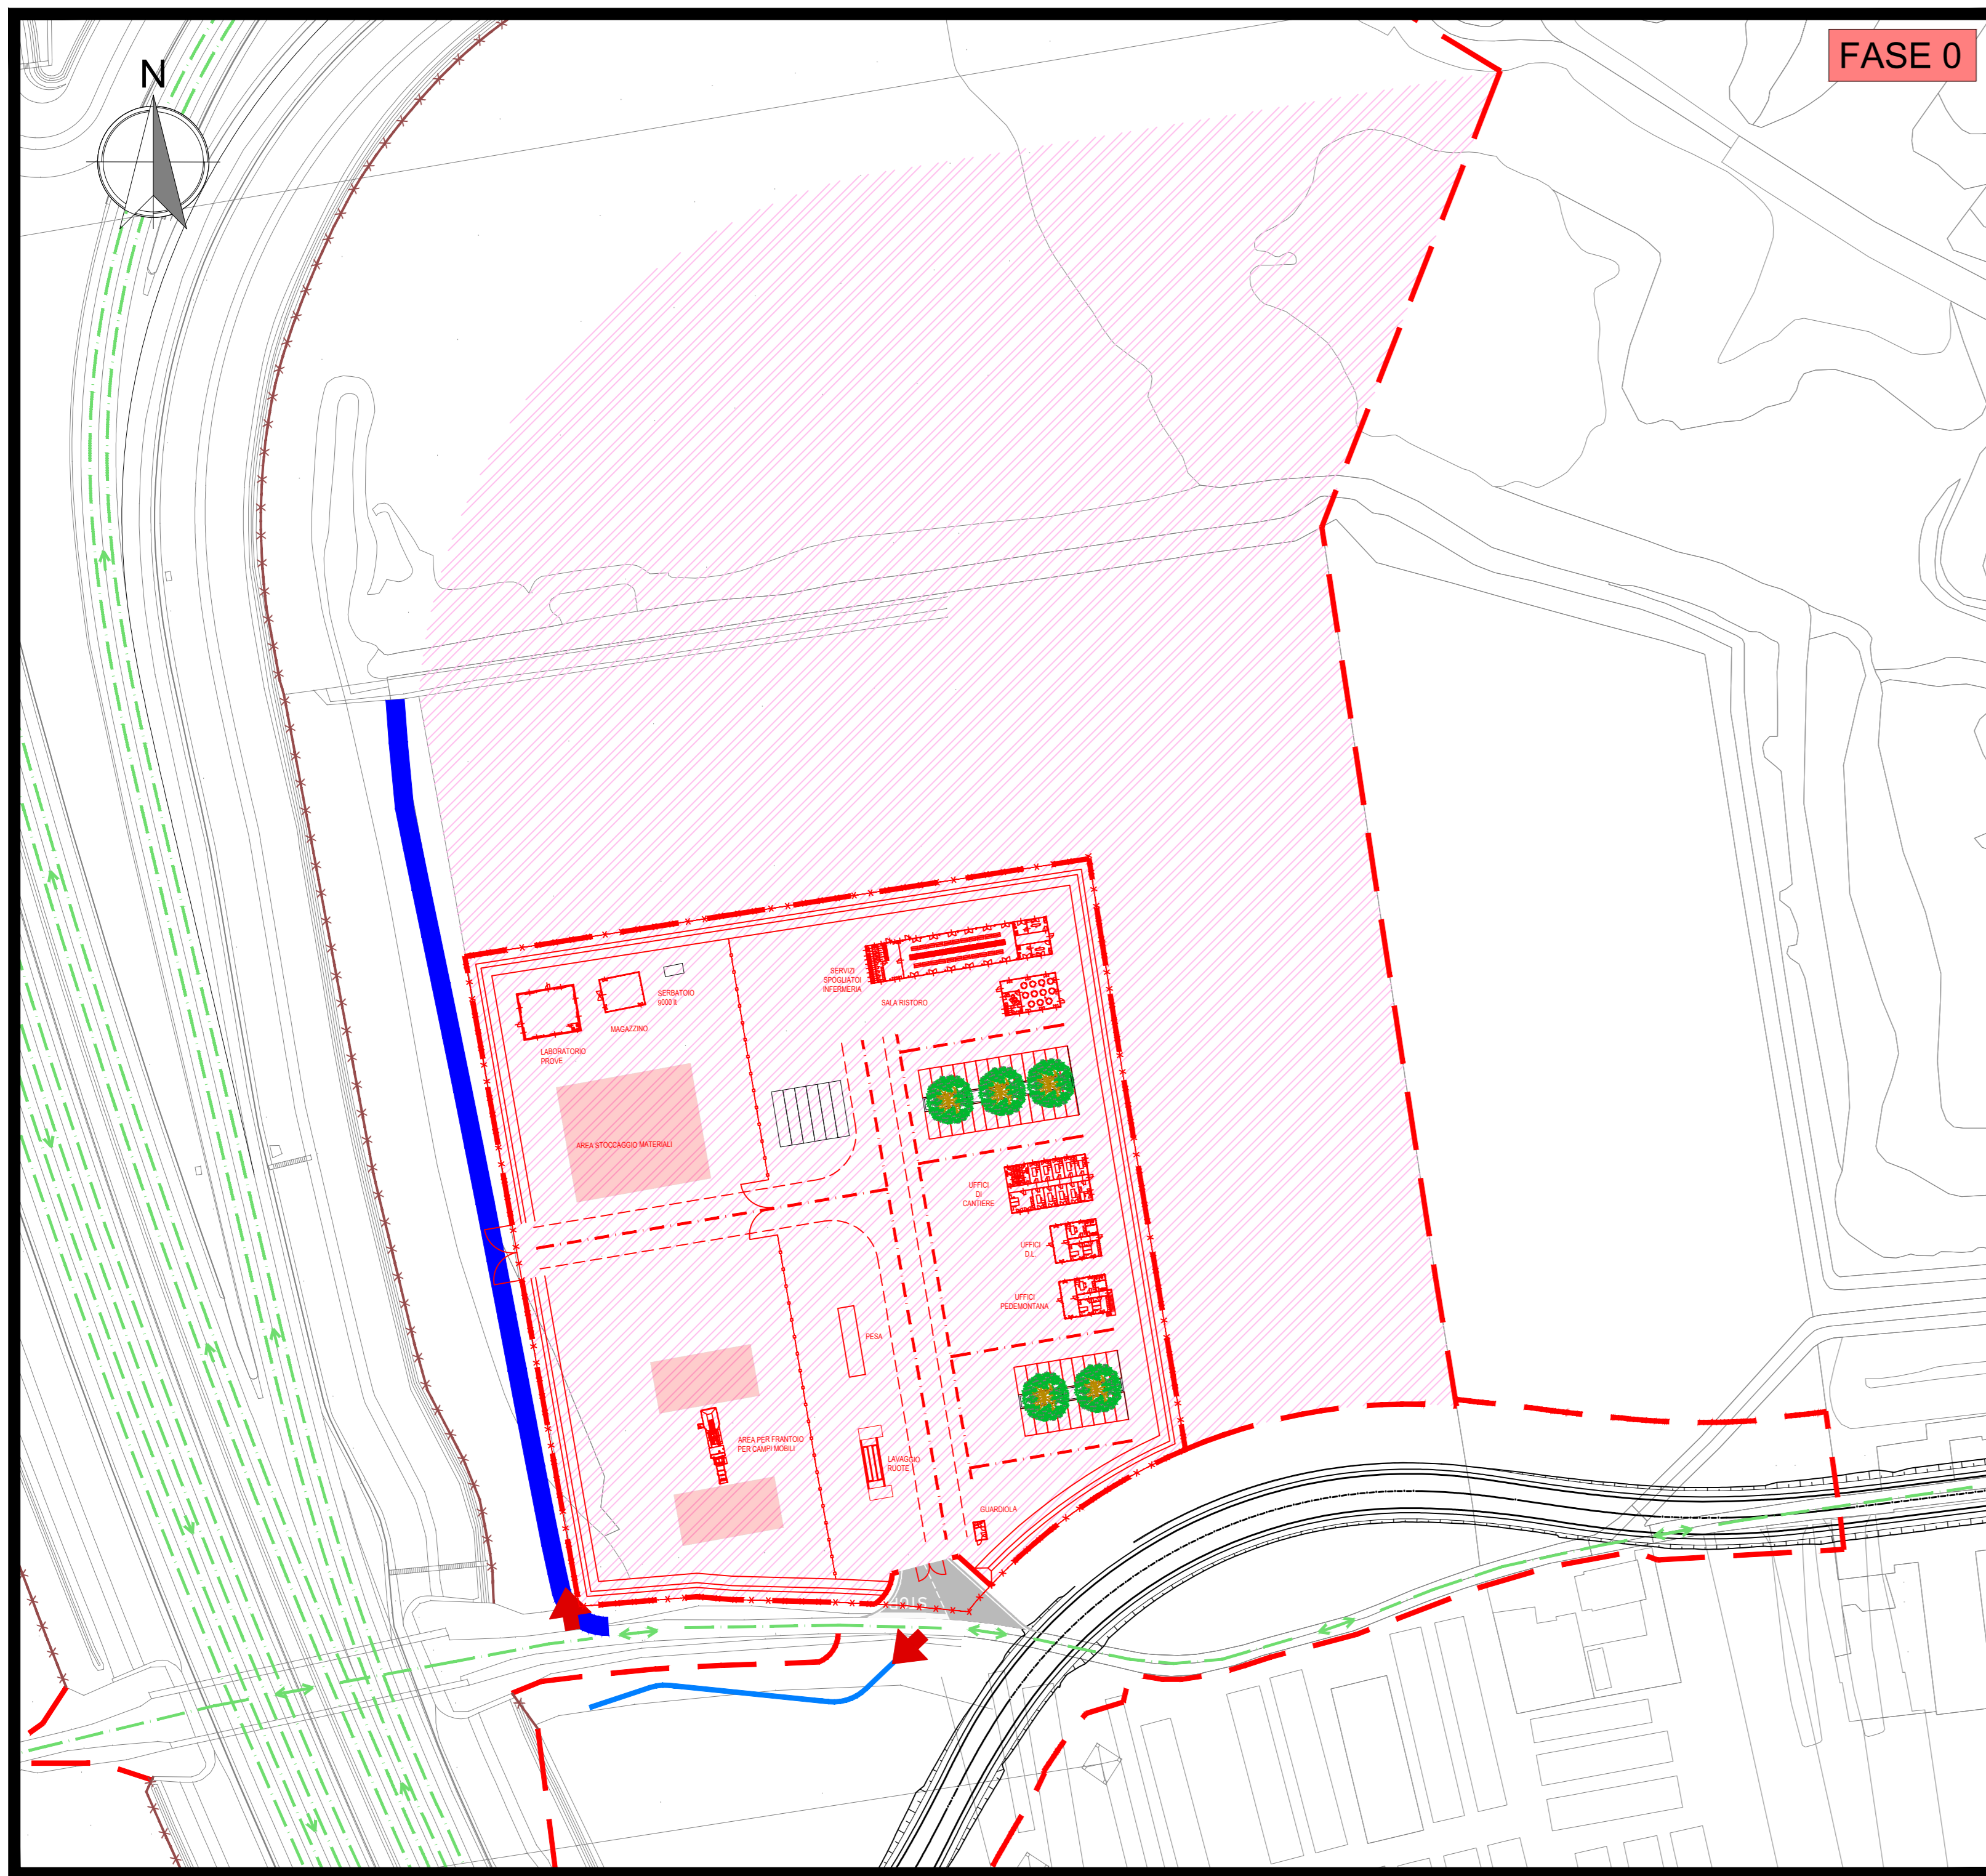 FASE 0
N
SERVIZI
SPOGLIATOI
INFERMERIA
SALA RISTORO
SERBATOIO
9000 lt
MAGAZZINO
LABORATORIO
PROVE
AREA STOCCAGGIO MATERIALI
UFFICI
DI
CANTIERE
UFFICI
D.L.
UFFICI
PEDEMONTANA
PESA
AREA PER FRANTOIO
PER CAMPI MOBILI
LAVAGGIO
RUOTE
GUARDIOLA
STOP